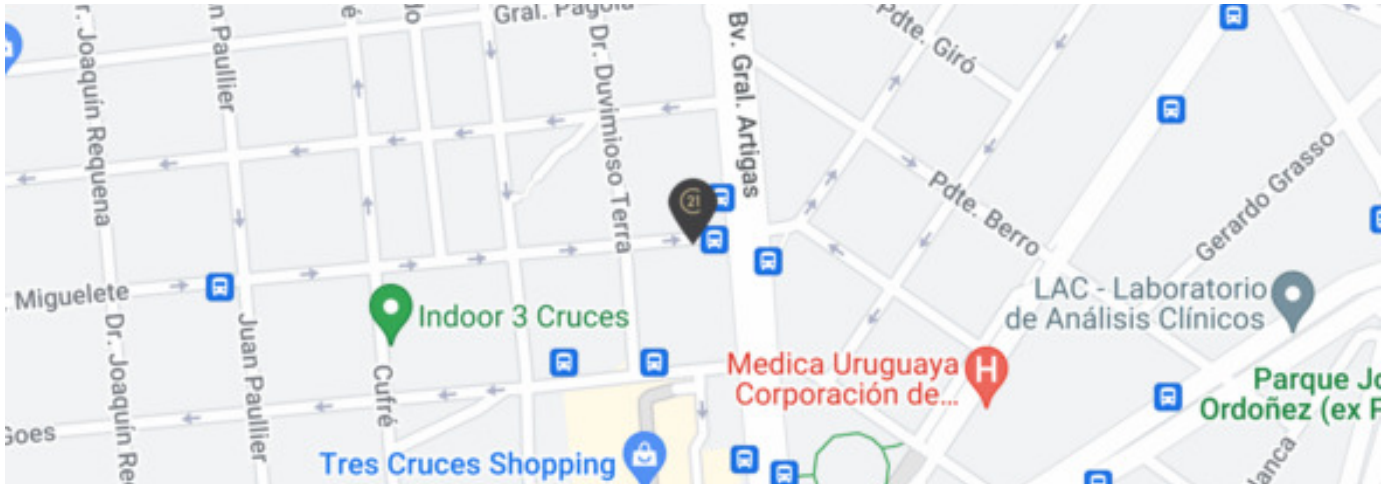 Gral. Pagola
Dr. Joaquín Requena
Juan Paullier
Dr. Duvimioso Terra
Bv. Gral. Artigas
Pdte. Giró
Pdte. Berro
Gerardo Grasso
21
Miguelete
Indoor 3 Cruces
LAC - Laboratorio
de Análisis Clínicos
Juan Paullier
Dr. Joaquín Req
Cufré
Medica Uruguaya
Corporación de...
H
Parque Jo
Ordoñez (ex P
Goes
Tres Cruces Shopping
lanca